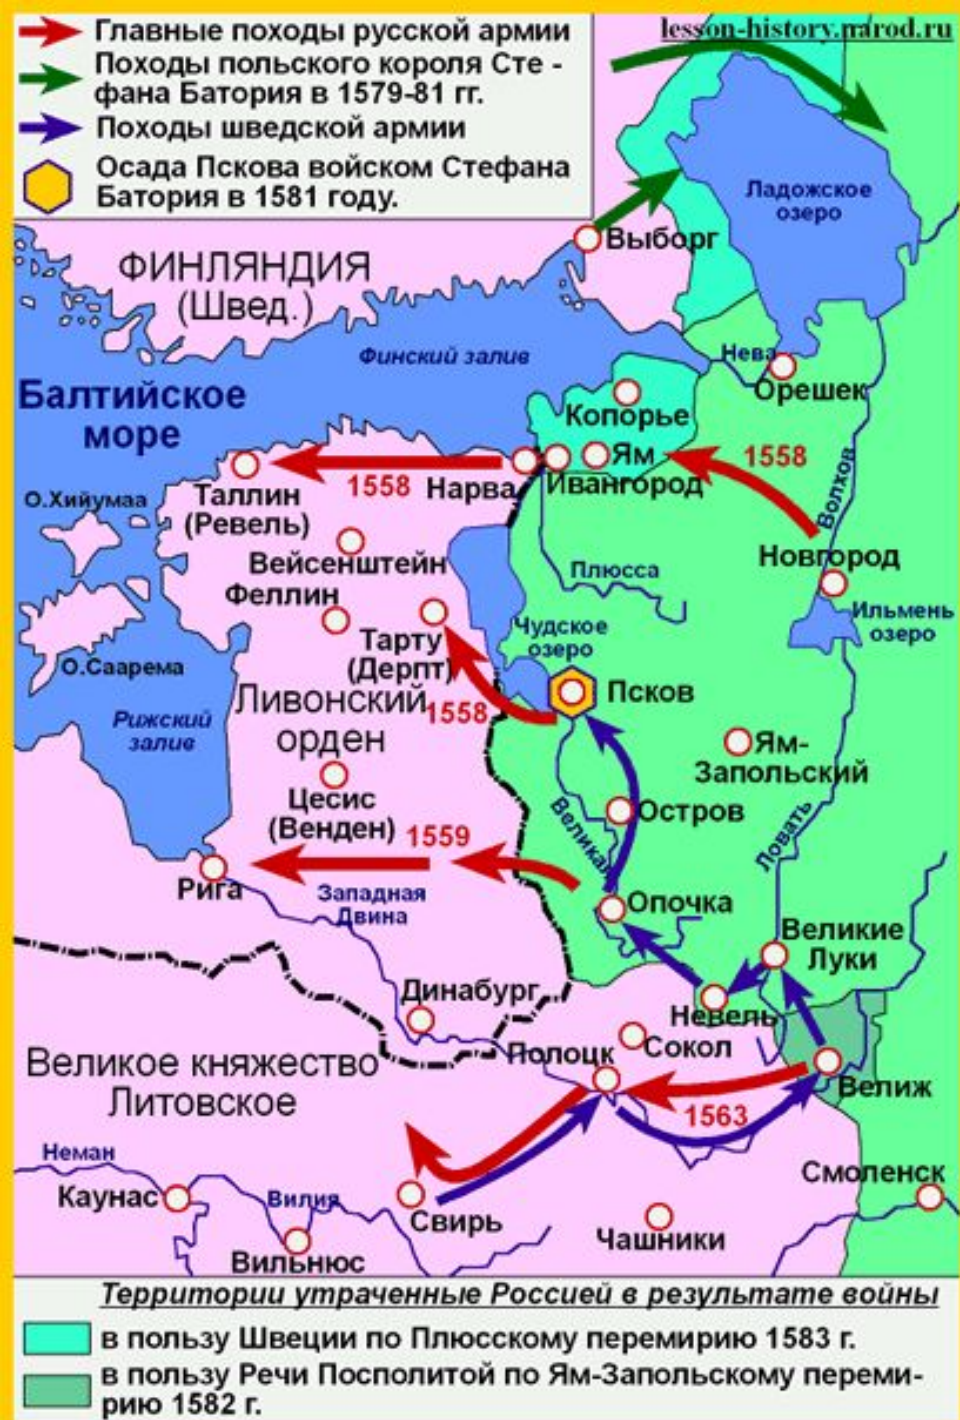 Главные походы русской армии
Походы польского короля Сте -
фана Батория в 1579-81 гг.
Походы шведской армии
Осада Пскова войском Стефана
Батория в 1581 году.
lesson-history.narod.ru
Ладожское
озеро
Выборг
ФИНЛЯНДИЯ
(Швед.)
Финский залив
Нева
Орешек
Балтийское
море
Копорье
Ям
1558
Таллин
(Ревель)
1558
Нарва
Ивангород
Волхов
О.Хийумаа
Вейсенштейн
Новгород
Феллин
Плюсса
Ильмень
озеро
Тарту
(Дерпт)
Чудское
озеро
О.Саарема
Ливонский
орден
1558
Псков
Рижский
залив
Ям-
Запольский
Цесис
(Венден)
Остров
Великая
Ловать
1559
Рига
Западная
Двина
Опочка
Великие
Луки
Динабург
Невель
Сокол
Великое княжество
Литовское
Полоцк
Велиж
1563
Неман
Каунас
Вилия
Свирь
Смоленск
Вильнюс
Чашники
Территории утраченные Россией в результате войны
в пользу Швеции по Плюсскому перемирию 1583 г.
в пользу Речи Посполитой по Ям-Запольскому переми-
рию 1582 г.